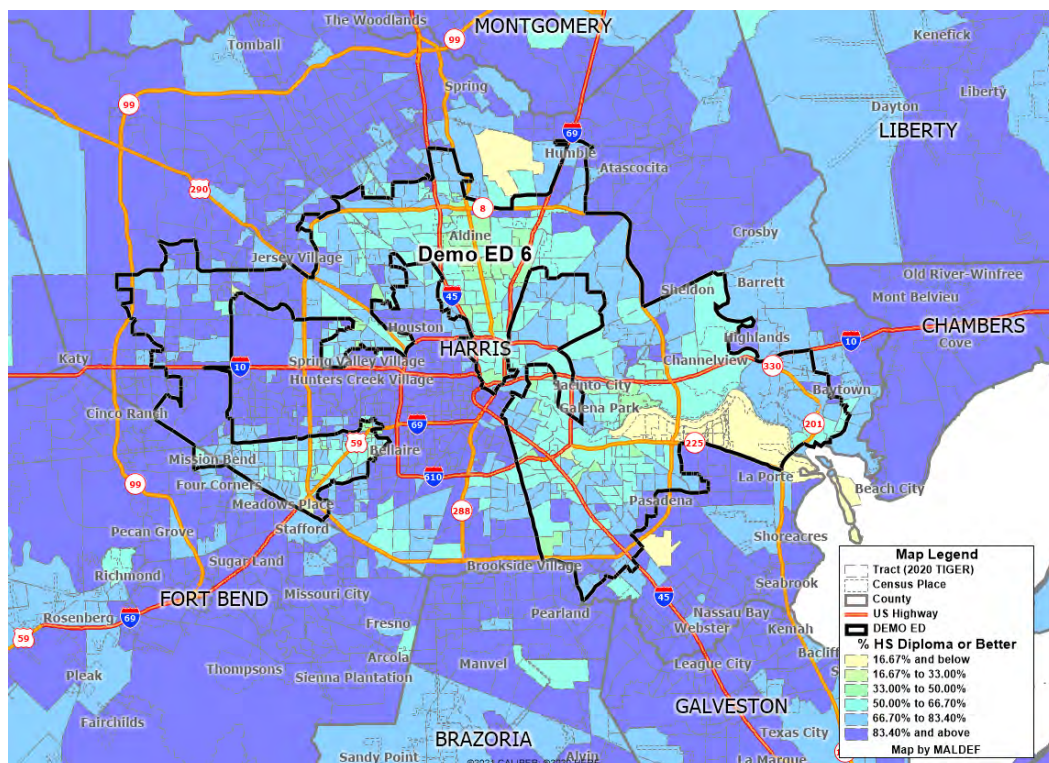 The Woodlands
MONTGOMERY
99
Kenefick
Tomball
Spring
Liberty
99
69
Dayton
LIBERTY
Humble
Atascocita
290
8
Aldine
Crosby
Demo ED 6
Jersey Village
Old River-Winfree
Sheldon
Barrett
45
Mont Belvieu
Houston
Highlands
CHAMBERS
HARRIS
10
Cove
Katy
Spring Valley Village
Channelview
10
330
Hunters Creek Village
Jacinto City
Baytown
Cinco Ranch
Galena Park
69
201
59
Bellaire
225
Mission Bend
610
La Porte
Beach City
99
Four Corners
Meadows Place
288
Pasadena
Pecan Grove
Stafford
Shoreacres
Sugar Land
Brookside Village
Richmond
Seabrook
FORT BEND
Missouri City
45
Nassau Bay
Rosenberg
69
Pearland
Webster
Kemah
59
Fresno
Arcola
Manvel
League City
Bacliff
Pleak
Thompsons
Sienna Plantation
GALVESTON
Fairchilds
Texas City
BRAZORIA
Sandy Point
Alvin
La Marque
Map Legend
Tract (2020 TIGER)
Census Place
County
US Highway
DEMO ED
% HS Diploma or Better
16.67% and below
16.67% to 33.00%
33.00% to 50.00%
50.00% to 66.70%
66.70% to 83.40%
83.40% and above
Map by MALDEF